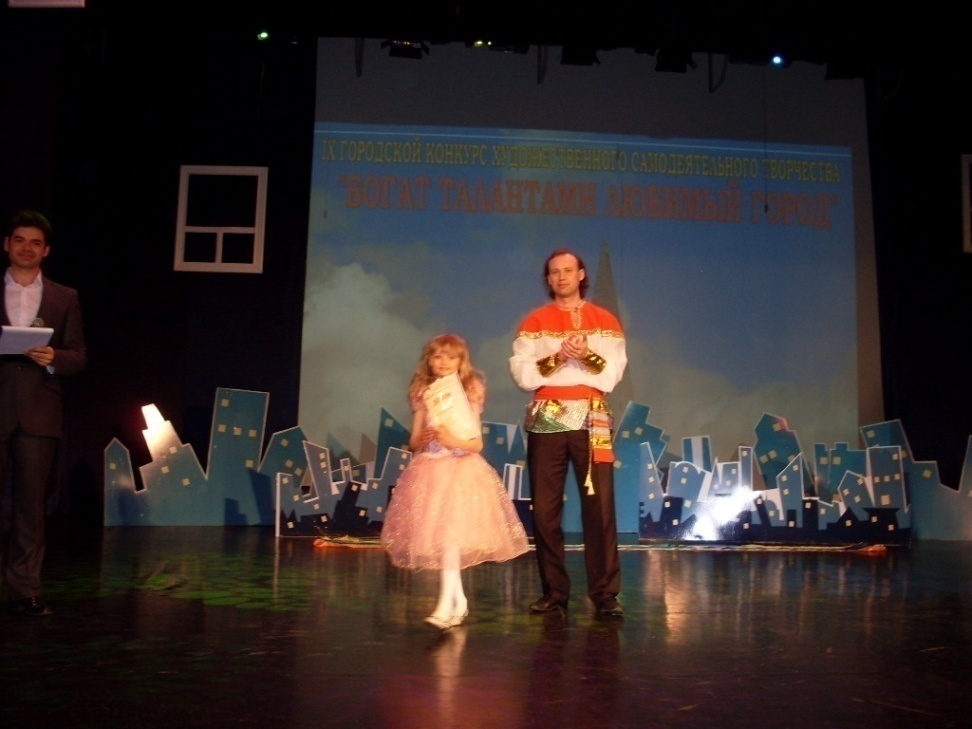 IX ГОРОДСКОЙ КОНКУРС ХУДОЖЕСТВЕННОГО САМОДЕЯТЕЛЬНОГО ТВОРЧЕСТВА
"БОГАТ ТАЛАНТАМИ ЛЮБИМЫЙ ГОРОД"